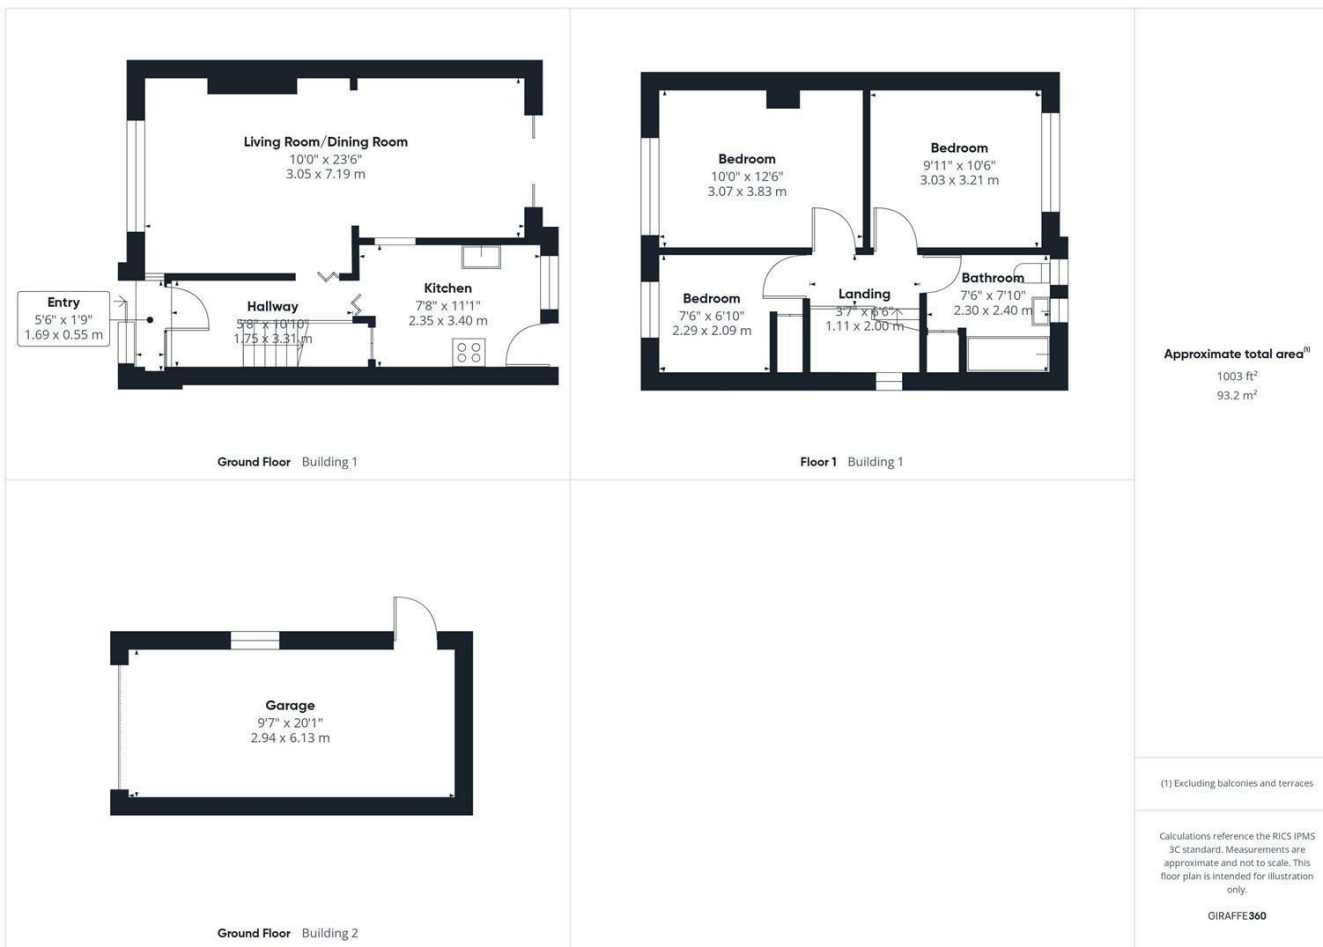 Living Room/Dining Room
10'0" x 23'6"
3.05 x 7.19 m
Entry
5'6" x 1'9"
1.69 x 0.55 m
Hallway
5'8" x 10'10"
1.75 x 3.31 m
Kitchen
7'8" x 11'1"
2.35 x 3.40 m
Ground Floor Building 1
Bedroom
10'0" x 12'6"
3.07 x 3.83 m
Bedroom
9'11" x 10'6"
3.03 x 3.21 m
Bedroom
7'6" x 6'10"
2.29 x 2.09 m
Landing
3'7" x 6'6"
1.11 x 2.00 m
Bathroom
7'6" x 7'10"
2.30 x 2.40 m
Floor 1 Building 1
Garage
9'7" x 20'1"
2.94 x 6.13 m
Ground Floor Building 2
Approximate total area(1)
1003 ft²
93.2 m²
(1) Excluding balconies and terraces
Calculations reference the RICS IPMS
3C standard. Measurements are
approximate and not to scale. This
floor plan is intended for illustration
only.
GIRAFFE360